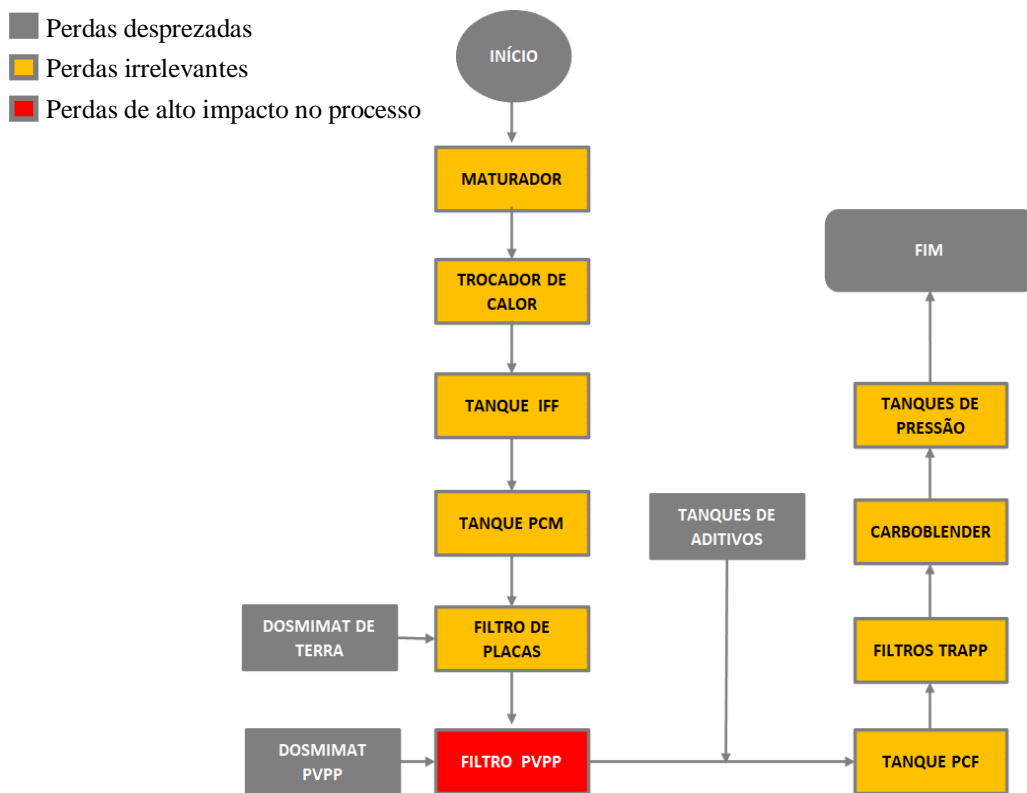 Perdas desprezadas
Perdas irrelevantes
Perdas de alto impacto no processo
INÍCIO
MATURADOR
TROCADOR DE
CALOR
TANQUE IFF
TANQUE PCM
DOSMIMAT DE
TERRA
FILTRO DE
PLACAS
DOSMIMAT
PVPP
FILTRO PVPP
TANQUES DE
ADITIVOS
TANQUE PCF
FILTROS TRAPP
CARBOBLENDER
TANQUES DE
PRESSÃO
FIM